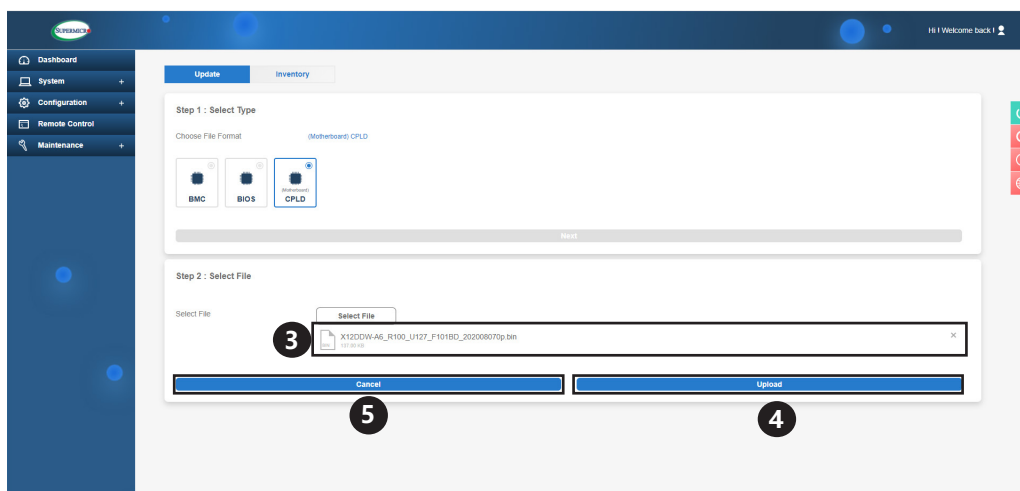 SUPERMICR
Hi ! Welcome back !
Dashboard
System +
Configuration +
Remote Control
Maintenance +
Update Inventory
Step 1 : Select Type
Choose File Format (Motherboard) CPLD
(Motherboard)
BMC BIOS CPLD
Next
Step 2 : Select File
Select File Select File
3
X12DDW-A6_R100_U127_F101BD_202008070p.bin ×
BIN
Cancel Upload
5 4